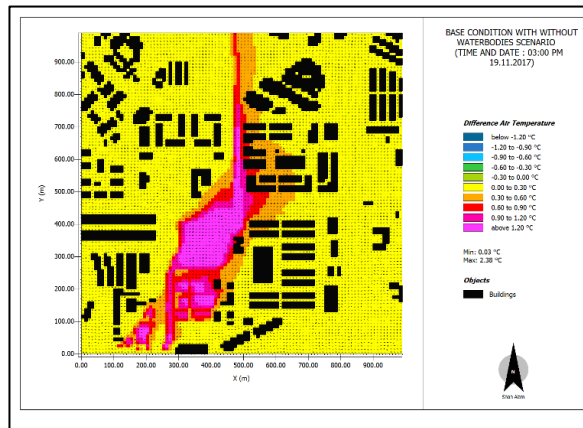 BASE CONDITION WITH WITHOUT
WATERBODIES SCENARIO
(TIME AND DATE : 03:00 PM
19.11.2017)
Difference Air Temperature
below -1.20 °C
-1.20 to -0.90 °C
-0.90 to -0.60 °C
-0.60 to -0.30 °C
-0.30 to 0.00 °C
0.00 to 0.30 °C
0.30 to 0.60 °C
0.60 to 0.90 °C
0.90 to 1.20 °C
above 1.20 °C
Min: 0.03 °C
Max: 2.38 °C
Objects
Buildings
N
Shah Alam
Y (m)
900.00
800.00
700.00
600.00
500.00
400.00
300.00
200.00
100.00
0.00
0.00 100.00 200.00 300.00 400.00 500.00 600.00 700.00 800.00 900.00
X (m)